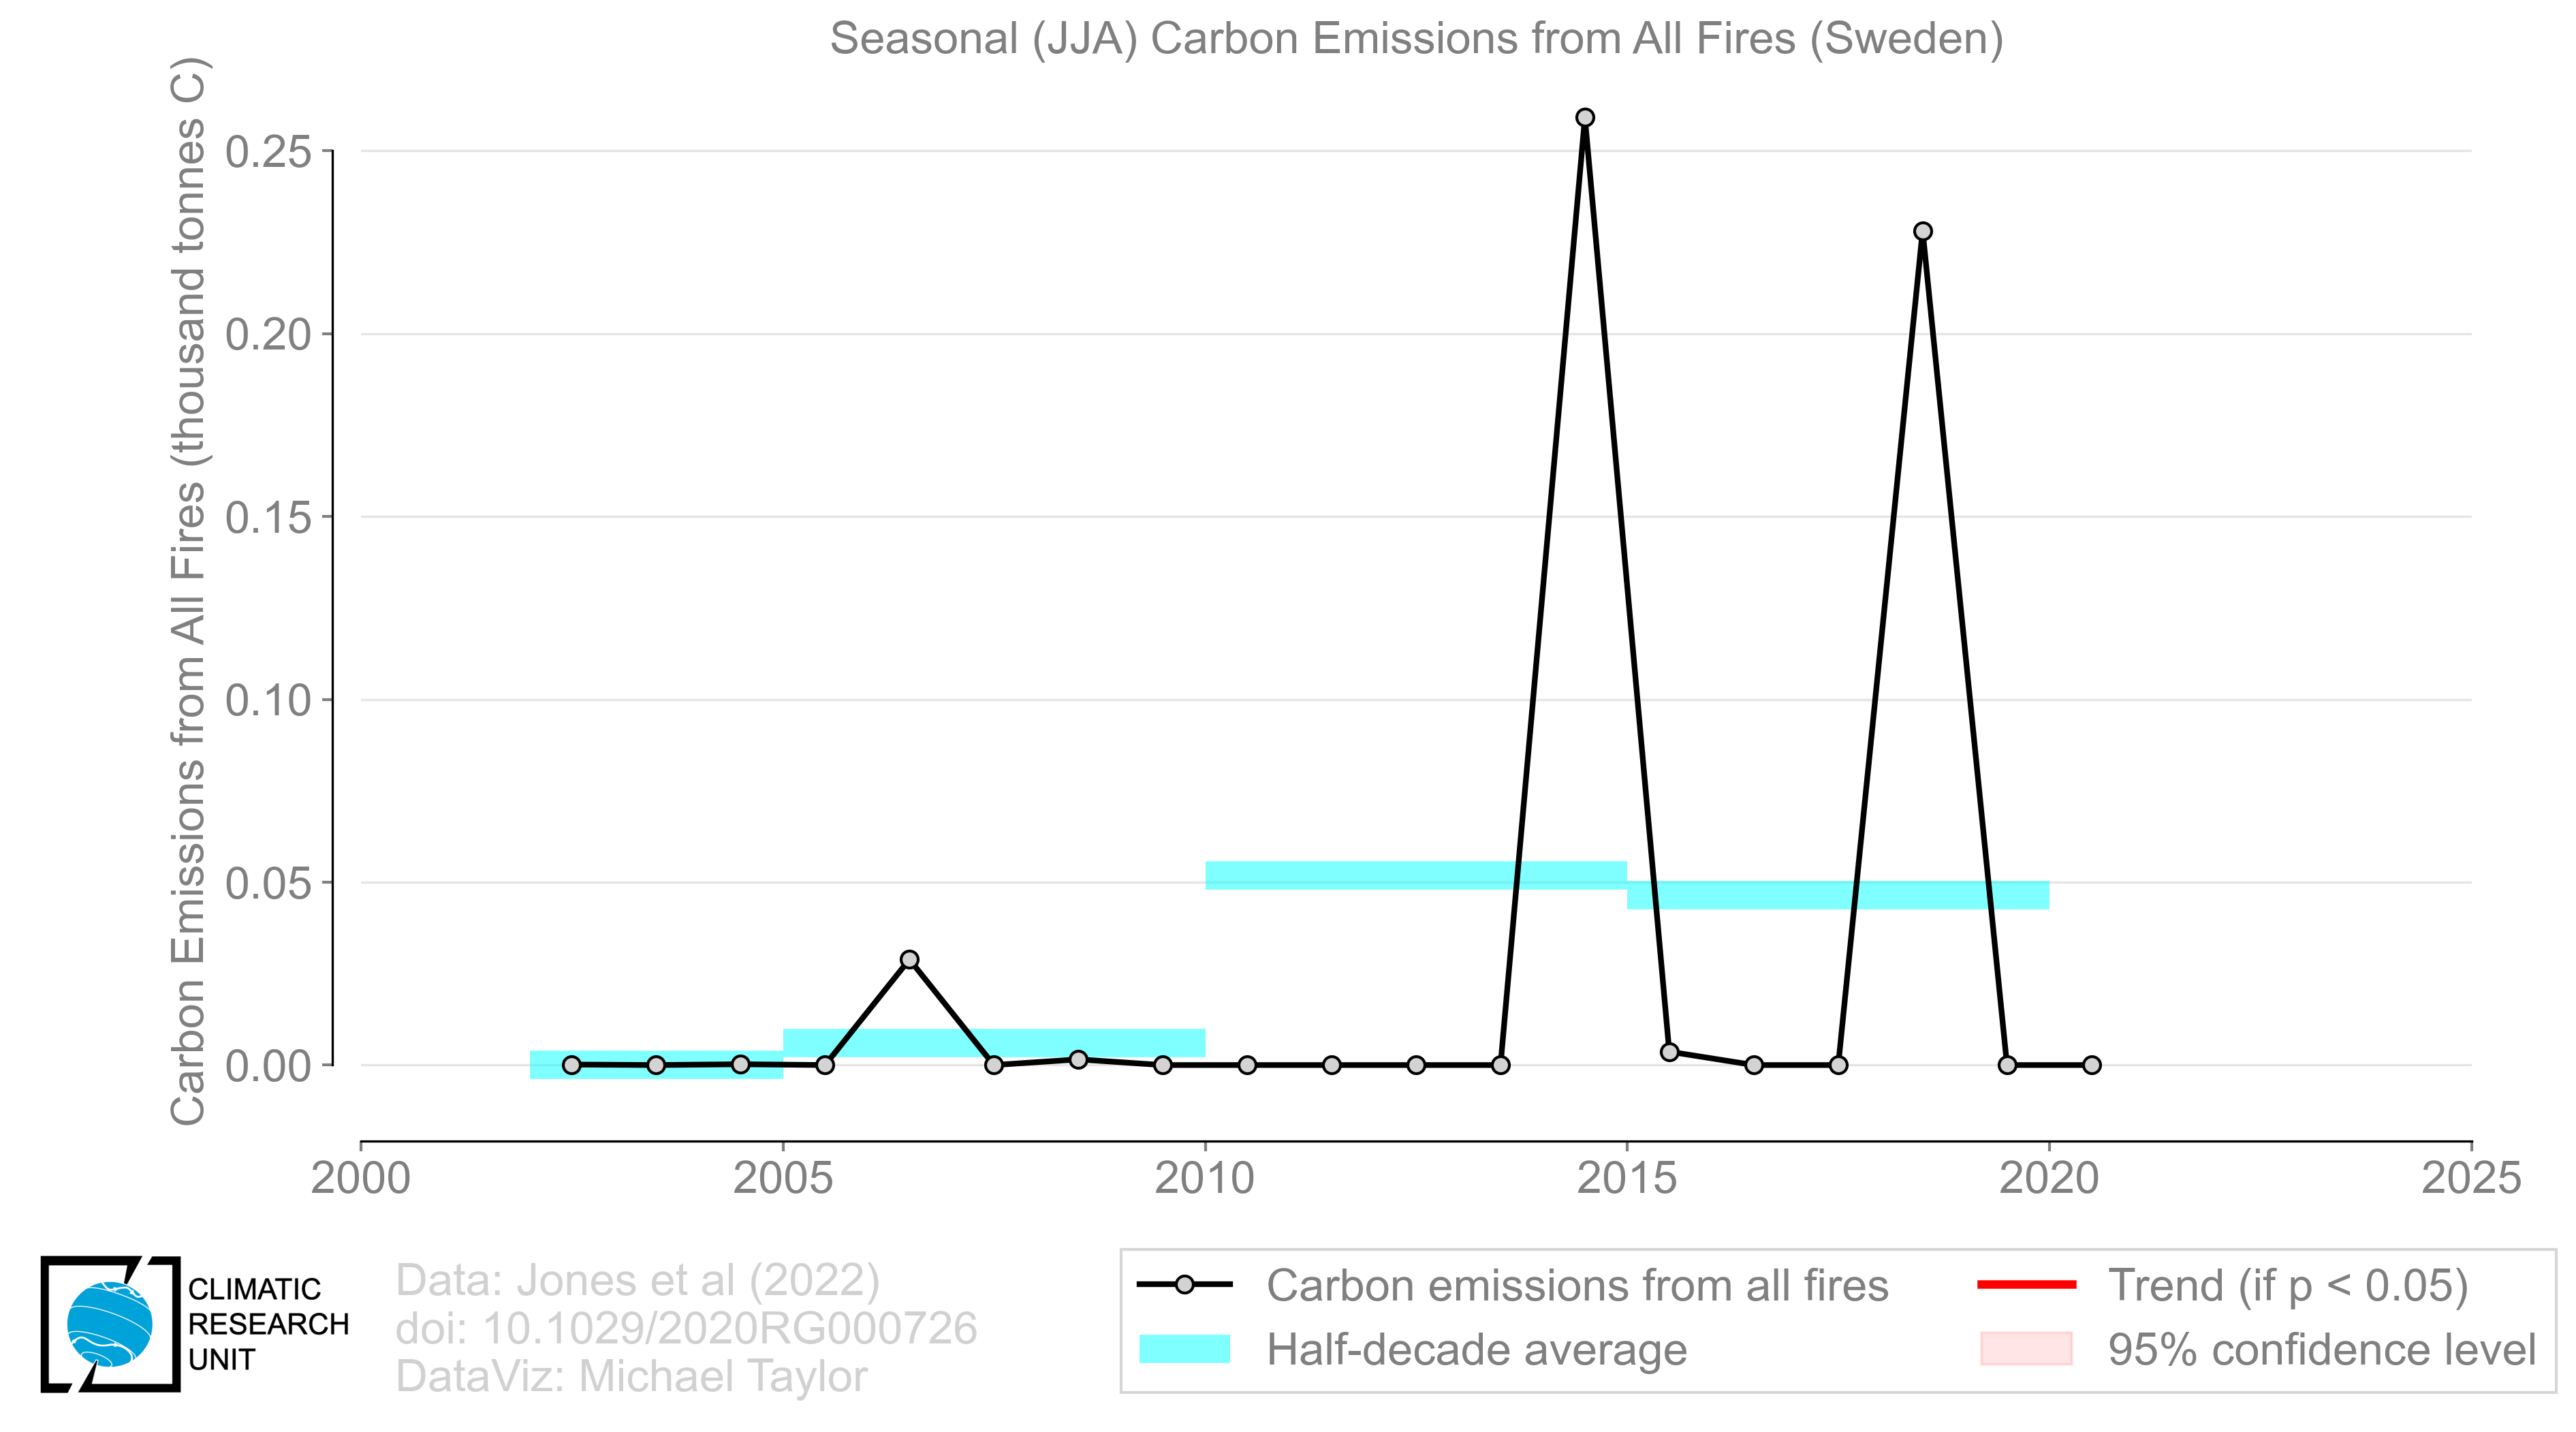 Seasonal (JJA) Carbon Emissions from All Fires (Sweden)
Carbon Emissions from All Fires (thousand tonnes C)
0.25
0.20
0.15
0.10
0.05
0.00
2000 2005 2010 2015 2020 2025
CLIMATIC
RESEARCH
UNIT
Data: Jones et al (2022)
doi: 10.1029/2020RG000726
DataViz: Michael Taylor
Carbon emissions from all fires
Half-decade average
Trend (if p < 0.05)
95% confidence level